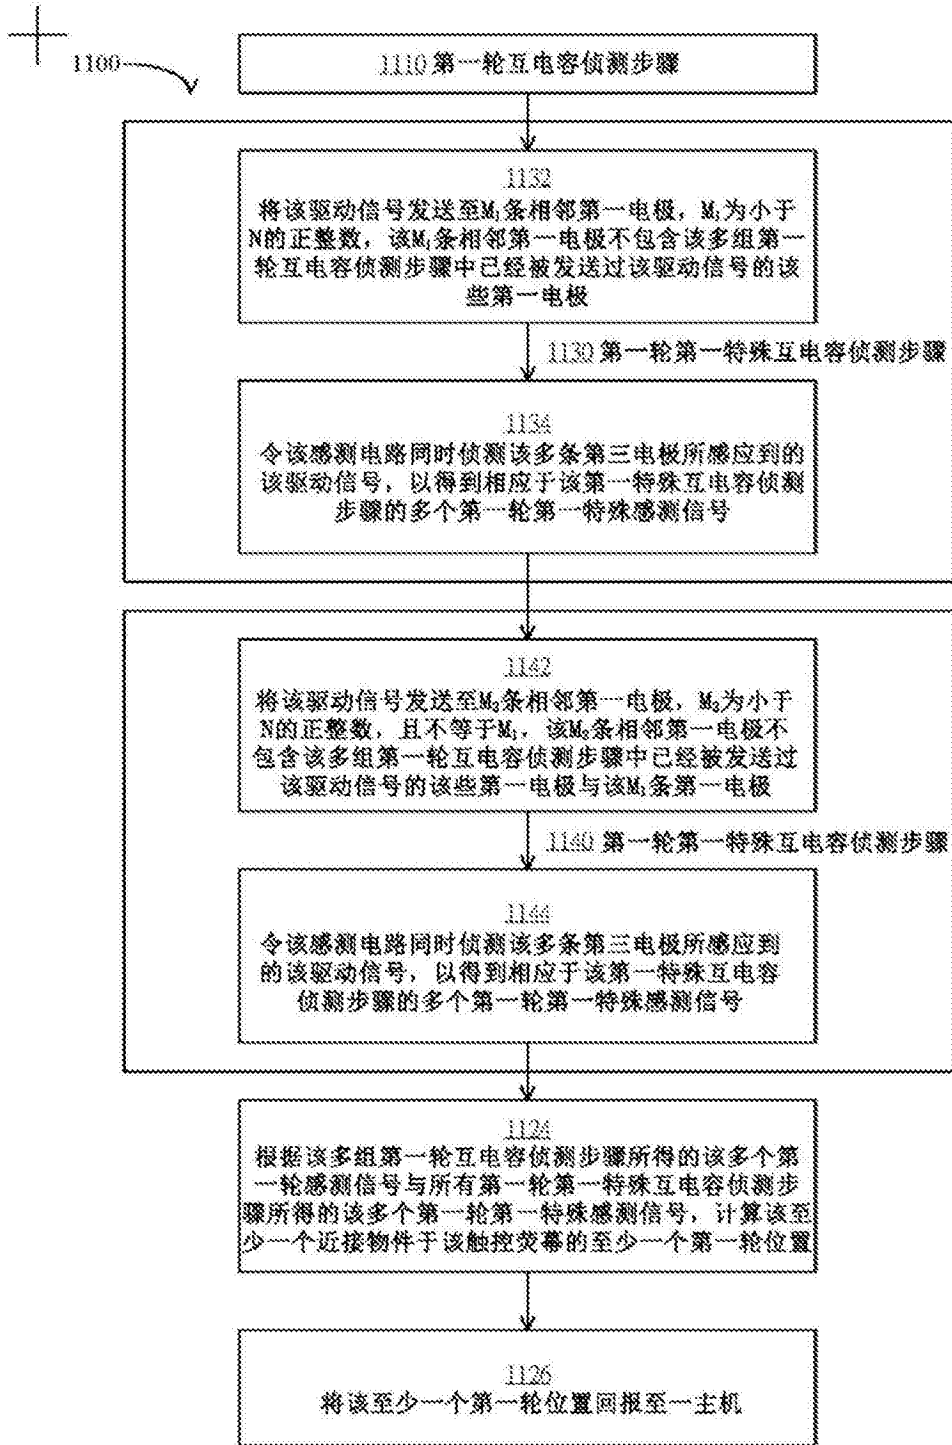 1100
1110 第一轮互电容侦测步骤
1132
将该驱动信号发送至M₁条相邻第一电极，M₁为小于
N的正整数，该M₁条相邻第一电极不包含该多组第一
轮互电容侦测步骤中已经被发送过该驱动信号的该
些第一电极
1130 第一轮第一特殊互电容侦测步骤
1134
令该感测电路同时侦测该多条第三电极所感应到的
该驱动信号，以得到相应于该第一特殊互电容侦测
步骤的多个第一轮第一特殊感测信号
1142
将该驱动信号发送至M₂条相邻第一电极，M₂为小于
N的正整数，且不等于M₁，该M₂条相邻第一电极不
包含该多组第一轮互电容侦测步骤中已经被发送过
该驱动信号的该些第一电极与该M₁条第一电极
1140 第一轮第一特殊互电容侦测步骤
1144
令该感测电路同时侦测该多条第三电极所感应到
的该驱动信号，以得到相应于该第一特殊互电容
侦测步骤的多个第一轮第一特殊感测信号
1124
根据该多组第一轮互电容侦测步骤所得的该多个第
一轮感测信号与所有第一轮第一特殊互电容侦测步
骤所得的该多个第一轮第一特殊感测信号，计算该至
少一个近接物件于该触控荧幕的至少一个第一轮位置
1126
将该至少一个第一轮位置回报至一主机